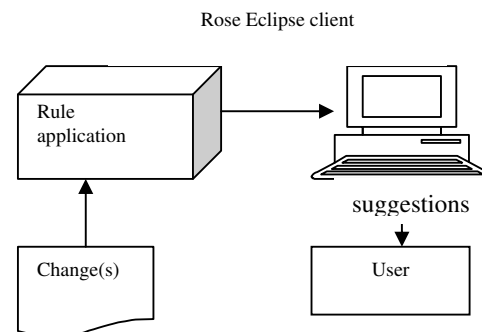 Rose Eclipse client
Rule
application
suggestions
Change(s)
User